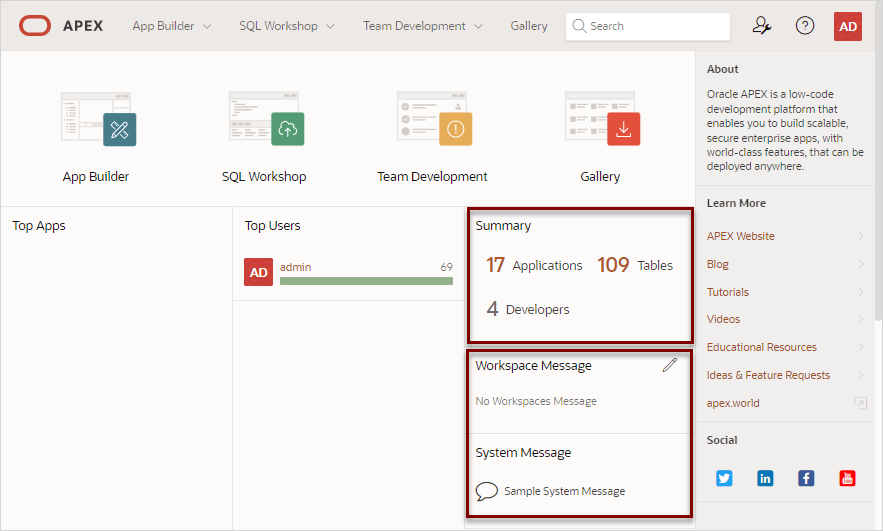 APEX
App Builder
SQL Workshop
Team Development
Gallery
Search
AD
App Builder
SQL Workshop
Team Development
Gallery
Top Apps
Top Users
AD
admin
69
Summary
17 Applications
109 Tables
4 Developers
Workspace Message
No Workspaces Message
System Message
Sample System Message
About
Oracle APEX is a low-code
development platform that
enables you to build scalable,
secure enterprise apps, with
world-class features, that can be
deployed anywhere.
Learn More
APEX Website
Blog
Tutorials
Videos
Educational Resources
Ideas & Feature Requests
apex.world
Social